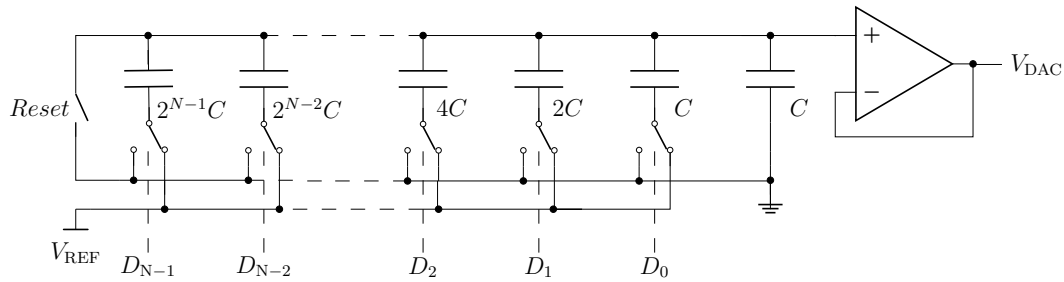 +
V_DAC
−
Reset
2^{N−1}C
2^{N−2}C
4C
2C
C
C
V_REF
D_{N−1}
D_{N−2}
D_2
D_1
D_0